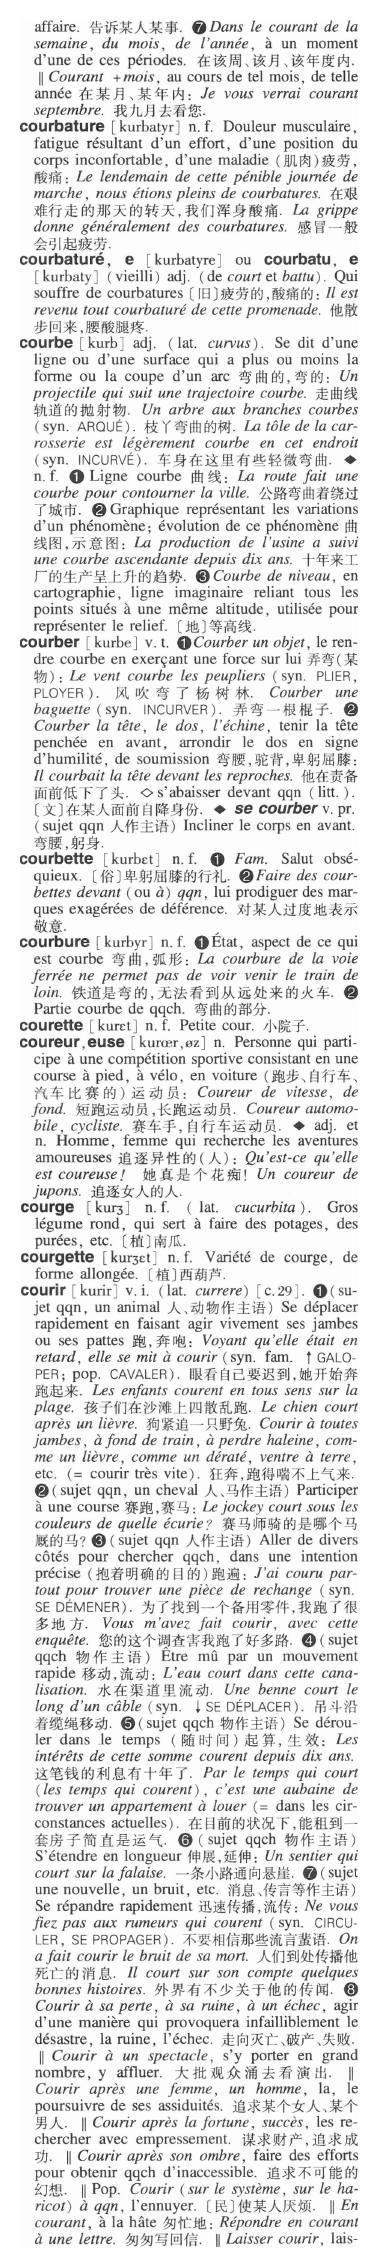 affaire. 告诉某人某事. ❼ Dans le courant de la
semaine, du mois, de l'année, à un moment
d'une de ces périodes. 在该周、该月、该年度内.
‖ Courant +mois, au cours de tel mois, de telle
année 在某月、某年内: Je vous verrai courant
septembre. 我九月去看您.
courbature [kurbatyr] n. f. Douleur musculaire,
fatigue résultant d'un effort, d'une position du
corps inconfortable, d'une maladie (肌肉)疲劳,
酸痛: Le lendemain de cette pénible journée de
marche, nous étions pleins de courbatures. 在艰
难行走的那天的转天,我们浑身酸痛. La grippe
donne généralement des courbatures. 感冒一般
会引起疲劳.
courbaturé, e [kurbatyre] ou courbatu, e
[kurbaty] (vieilli) adj. (de court et battu). Qui
souffre de courbatures 〔旧〕疲劳的,酸痛的: Il est
revenu tout courbaturé de cette promenade. 他散
步回来,腰酸腿疼.
courbe [kurb] adj. (lat. curvus). Se dit d'une
ligne ou d'une surface qui a plus ou moins la
forme ou la coupe d'un arc 弯曲的,弯的: Un
projectile qui suit une trajectoire courbe. 走曲线
轨道的抛射物. Un arbre aux branches courbes
(syn. ARQUÉ). 枝丫弯曲的树. La tôle de la car-
rosserie est légèrement courbe en cet endroit
(syn. INCURVÉ). 车身在这里有些轻微弯曲. ◆
n. f. ❶ Ligne courbe 曲线: La route fait une
courbe pour contourner la ville. 公路弯曲着绕过
了城市. ❷ Graphique représentant les variations
d'un phénomène; évolution de ce phénomène 曲
线图,示意图: La production de l'usine a suivi
une courbe ascendante depuis dix ans. 十年来工
厂的生产呈上升的趋势. ❸ Courbe de niveau, en
cartographie, ligne imaginaire reliant tous les
points situés à une même altitude, utilisée pour
représenter le relief. 〔地〕等高线.
courber [kurbe] v. t. ❶ Courber un objet, le ren-
dre courbe en exerçant une force sur lui 弄弯(某
物): Le vent courbe les peupliers (syn. PLIER,
PLOYER). 风吹弯了杨树林. Courber une
baguette (syn. INCURVER). 弄弯一根棍子. ❷
Courber la tête, le dos, l'échine, tenir la tête
penchée en avant, arrondir le dos en signe
d'humilité, de soumission 弯腰,驼背,卑躬屈膝:
Il courbait la tête devant les reproches. 他在责备
面前低下了头. ◇ s'abaisser devant qqn (litt.).
〔文〕在某人面前自降身份. ◆ se courber v. pr.
(sujet qqn 人作主语) Incliner le corps en avant.
弯腰,躬身.
courbette [kurbɛt] n. f. ❶ Fam. Salut obsé-
quieux. 〔俗〕卑躬屈膝的行礼. ❷ Faire des cour-
bettes devant (ou à) qqn, lui prodiguer des mar-
ques exagérées de déférence. 对某人过度地表示
敬意.
courbure [kurbyr] n. f. ❶ État, aspect de ce qui
est courbe 弯曲,弧形: La courbure de la voie
ferrée ne permet pas de voir venir le train de
loin. 铁道是弯的,无法看到从远处来的火车. ❷
Partie courbe de qqch. 弯曲的部分.
courette [kurɛt] n. f. Petite cour. 小院子.
coureur, euse [kurœr,øz] n. Personne qui parti-
cipe à une compétition sportive consistant en une
course à pied, à vélo, en voiture (跑步、自行车、
汽车比赛的)运动员: Coureur de vitesse, de
fond. 短跑运动员,长跑运动员. Coureur automo-
bile, cycliste. 赛车手,自行车运动员. ◆ adj. et
n. Homme, femme qui recherche les aventures
amoureuses 追逐异性的(人): Qu'est-ce qu'elle
est coureuse! 她真是个花痴! Un coureur de
jupons. 追逐女人的人.
courge [kurʒ] n. f. (lat. cucurbita). Gros
légume rond, qui sert à faire des potages, des
purées, etc. 〔植〕南瓜.
courgette [kurʒɛt] n. f. Variété de courge, de
forme allongée. 〔植〕西葫芦.
courir [kurir] v. i. (lat. currere) [c.29]. ❶ (su-
jet qqn, un animal 人、动物作主语) Se déplacer
rapidement en faisant agir vivement ses jambes
ou ses pattes 跑,奔咆: Voyant qu'elle était en
retard, elle se mit à courir (syn. fam. ↑ GALO-
PER; pop. CAVALER). 眼看自己要迟到,她开始奔
跑起来. Les enfants courent en tous sens sur la
plage. 孩子们在沙滩上四散乱跑. Le chien court
après un lièvre. 狗紧追一只野兔. Courir à toutes
jambes, à fond de train, à perdre haleine, com-
me un lièvre, comme un dératé, ventre à terre,
etc. (= courir très vite). 狂奔,跑得喘不上气来.
❷ (sujet qqn, un cheval 人、马作主语) Participer
à une course 赛跑,赛马: Le jockey court sous les
couleurs de quelle écurie? 赛马师骑的是哪个马
厩的马? ❸ (sujet qqn 人作主语) Aller de divers
côtés pour chercher qqch, dans une intention
précise (抱着明确的目的)跑遍: J'ai couru par-
tout pour trouver une pièce de rechange (syn.
SE DÉMENER). 为了找到一个备用零件,我跑了很
多地方. Vous m'avez fait courir, avec cette
enquête. 您的这个调查害我跑了好多路. ❹ (sujet
qqch 物作主语) Être mû par un mouvement
rapide 移动,流动: L'eau court dans cette cana-
lisation. 水在渠道里流动. Une benne court le
long d'un câble (syn. ↓ SE DÉPLACER). 吊斗沿
着缆绳移动. ❺ (sujet qqch 物作主语) Se dérou-
ler dans le temps (随时间)起算,生效: Les
intérêts de cette somme courent depuis dix ans.
这笔钱的利息有十年了. Par le temps qui court
(les temps qui courent), c'est une aubaine de
trouver un appartement à louer (= dans les cir-
constances actuelles). 在目前的状况下,能租到一
套房子简直是运气. ❻ (sujet qqch 物作主语)
S'étendre en longueur 伸展,延伸: Un sentier qui
court sur la falaise. 一条小路通向悬崖. ❼ (sujet
une nouvelle, un bruit, etc. 消息、传言等作主语)
Se répandre rapidement 迅速传播,流传: Ne vous
fiez pas aux rumeurs qui courent (syn. CIRCU-
LER, SE PROPAGER). 不要相信那些流言蜚语. On
a fait courir le bruit de sa mort. 人们到处传播他
死亡的消息. Il court sur son compte quelques
bonnes histoires. 外界有不少关于他的传闻. ❽
Courir à sa perte, à sa ruine, à un échec, agir
d'une manière qui provoquera infailliblement le
désastre, la ruine, l'échec. 走向灭亡、破产、失败.
‖ Courir à un spectacle, s'y porter en grand
nombre, y affluer. 大批观众涌去看演出. ‖
Courir après une femme, un homme, la, le
poursuivre de ses assiduités. 追求某个女人、某个
男人. ‖ Courir après la fortune, succès, les re-
chercher avec empressement. 谋求财产,追求成
功. ‖ Courir après son ombre, faire des efforts
pour obtenir qqch d'inaccessible. 追求不可能的
幻想. ‖ Pop. Courir (sur le système, sur le ha-
ricot) à qqn, l'ennuyer. 〔民〕使某人厌烦. ‖ En
courant, à la hâte 匆忙地: Répondre en courant
à une lettre. 匆匆写回信. ‖ Laisser courir, lais-